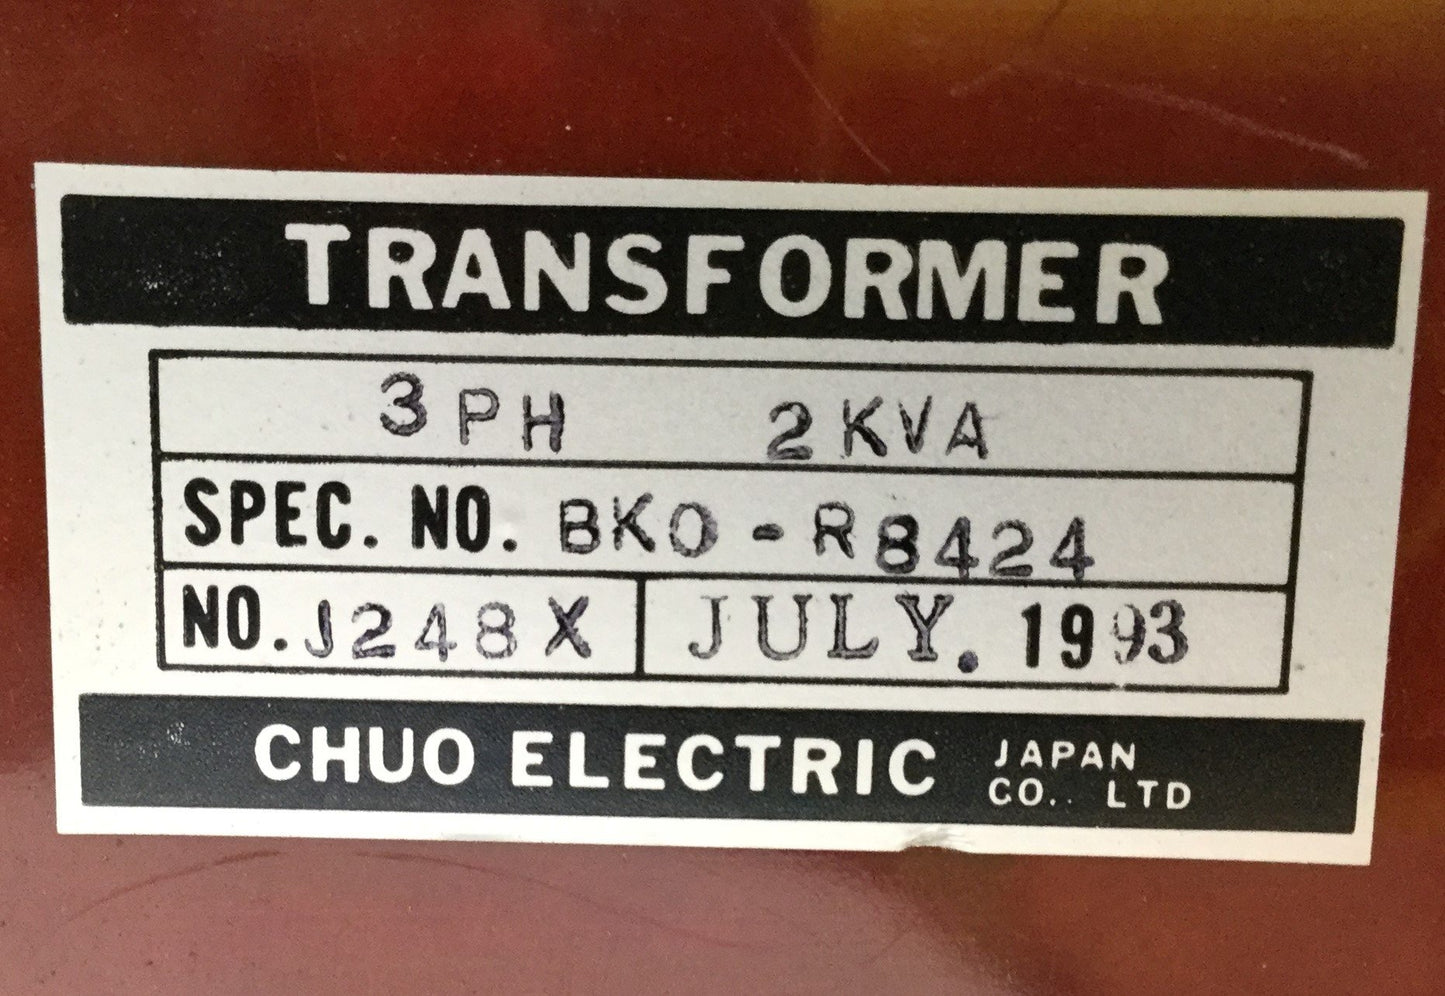 TRANSFORMER
3PH 2KVA
SPEC. NO. BKO-R8424
NO. J248X JULY. 1993
CHUO ELECTRIC JAPAN
CO.. LTD